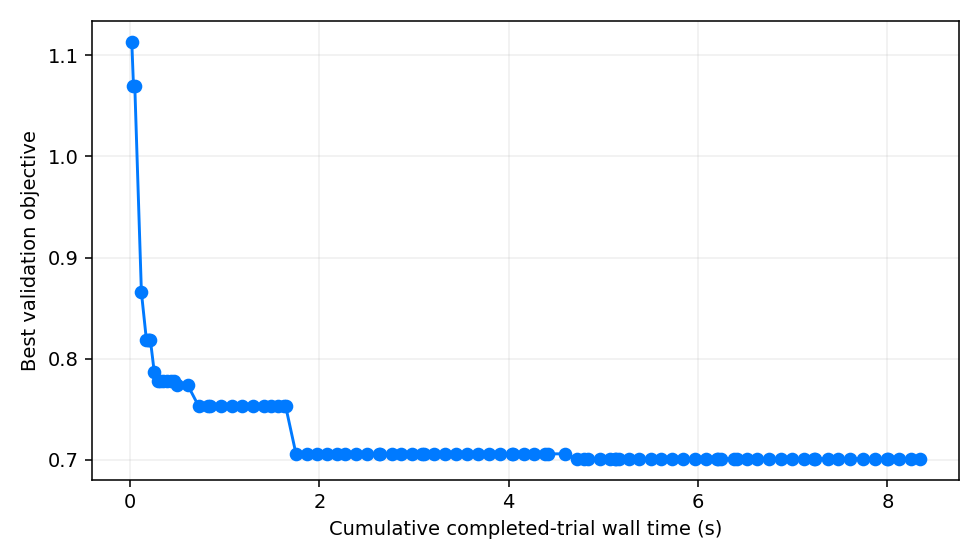 1.1
1.0
0.9
0.8
0.7
Best validation objective
0 2 4 6 8
Cumulative completed-trial wall time (s)